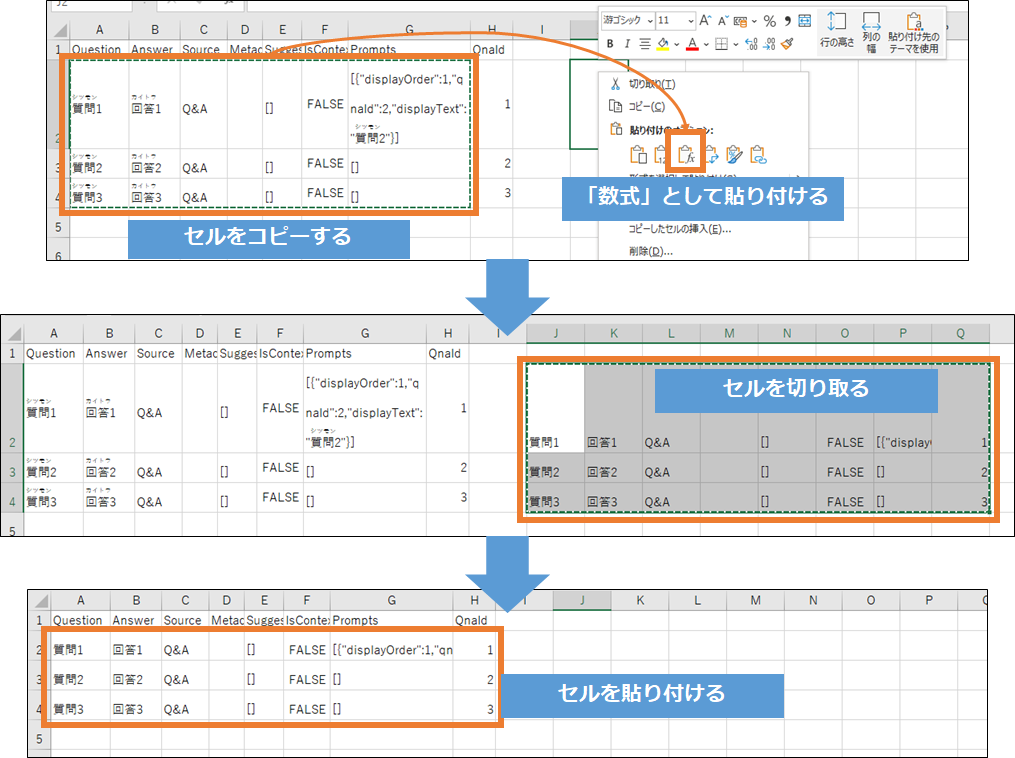 J2
游ゴシック 11 A^ A˅ % 9
B I A
行の高さ 列の幅 貼り付け先のテーマを使用
A B C D E F G H I
1 Question Answer Source Metac Sugges IsConte Prompts QnaId
シツモン カイトウ
2 質問1 回答1 Q&A [] FALSE [{"displayOrder":1,"q
naId":2,"displayText":
シツモン
"質問2"}] 1
シツモン カイトウ
3 質問2 回答2 Q&A [] FALSE [] 2
シツモン カイトウ
4 質問3 回答3 Q&A [] FALSE [] 3
5
6
切り取り(T)
コピー(C)
貼り付けのオプション:
「数式」として貼り付ける
コピーしたセルの挿入(E)...
削除(D)...
セルをコピーする
A B C D E F G H I J K L M N O P Q
1 Question Answer Source Metac Sugges IsConte Prompts QnaId
シツモン カイトウ
2 質問1 回答1 Q&A [] FALSE [{"displayOrder":1,"q
naId":2,"displayText":
シツモン
"質問2"}] 1
質問1 回答1 Q&A [] FALSE [{"displayw 1
シツモン カイトウ
3 質問2 回答2 Q&A [] FALSE [] 2 質問2 回答2 Q&A [] FALSE [] 2
シツモン カイトウ
4 質問3 回答3 Q&A [] FALSE [] 3 質問3 回答3 Q&A [] FALSE [] 3
5
セルを切り取る
A B C D E F G H I J K L M N O P
1 Question Answer Source Metac Sugges IsConte Prompts QnaId
2 質問1 回答1 Q&A [] FALSE [{"displayOrder":1,"qn 1
3 質問2 回答2 Q&A [] FALSE [] 2
4 質問3 回答3 Q&A [] FALSE [] 3
5
セルを貼り付ける